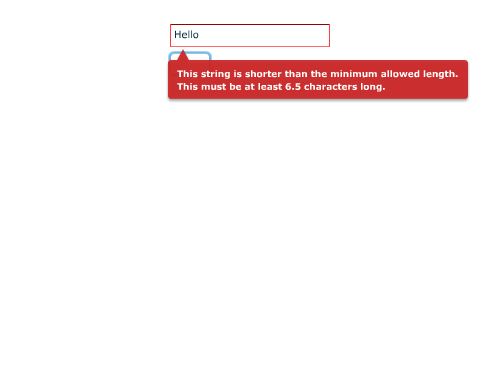 Hello
This string is shorter than the minimum allowed length.
This must be at least 6.5 characters long.